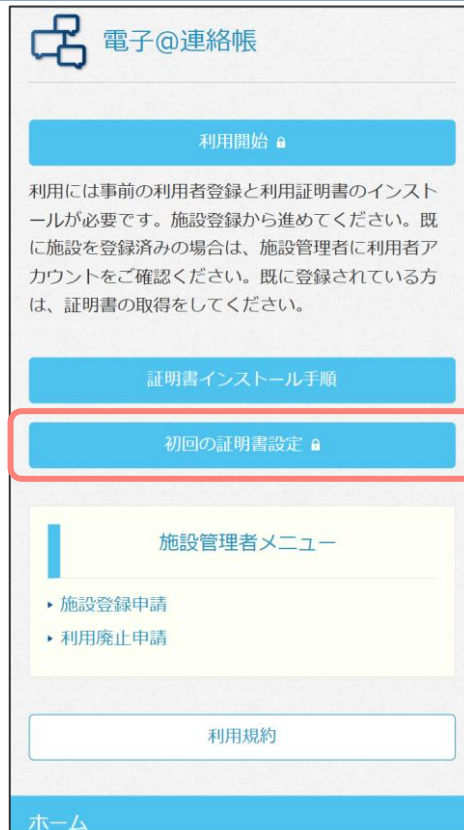 電子@連絡帳
利用開始
利用には事前の利用者登録と利用証明書のインスト
ールが必要です。施設登録から進めてください。既
に施設を登録済みの場合は、施設管理者に利用者ア
カウントをご確認ください。既に登録されている方
は、証明書の取得をしてください。
証明書インストール手順
初回の証明書設定
施設管理者メニュー
施設登録申請
利用廃止申請
利用規約
ホーム